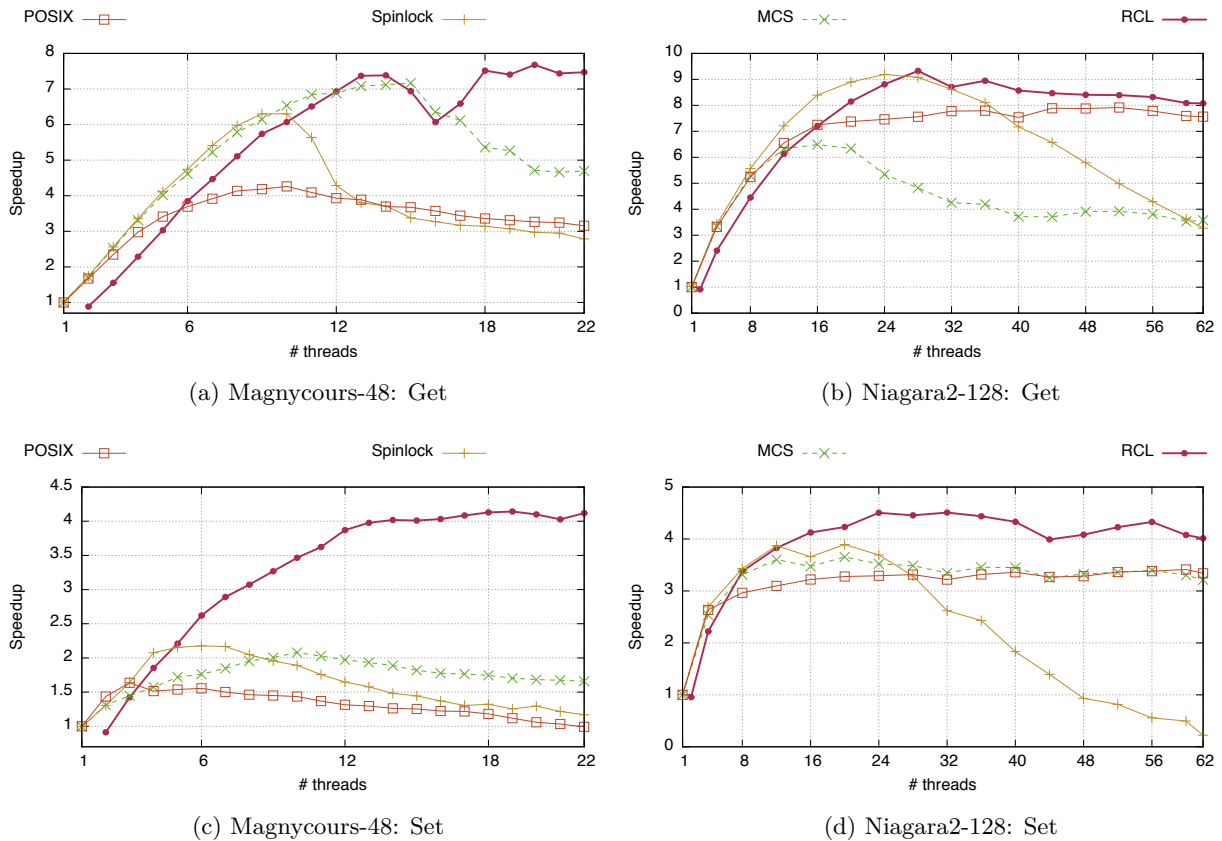 POSIX Spinlock MCS RCL
8
7
6
5
4
3
2
1
Speedup
1 6 12 18 22
# threads
(a) Magnycours-48: Get
10
9
8
7
6
5
4
3
2
1
0
Speedup
1 8 16 24 32 40 48 56 62
# threads
(b) Niagara2-128: Get
POSIX Spinlock MCS RCL
4.5
4
3.5
3
2.5
2
1.5
1
Speedup
1 6 12 18 22
# threads
(c) Magnycours-48: Set
5
4
3
2
1
0
Speedup
1 8 16 24 32 40 48 56 62
# threads
(d) Niagara2-128: Set